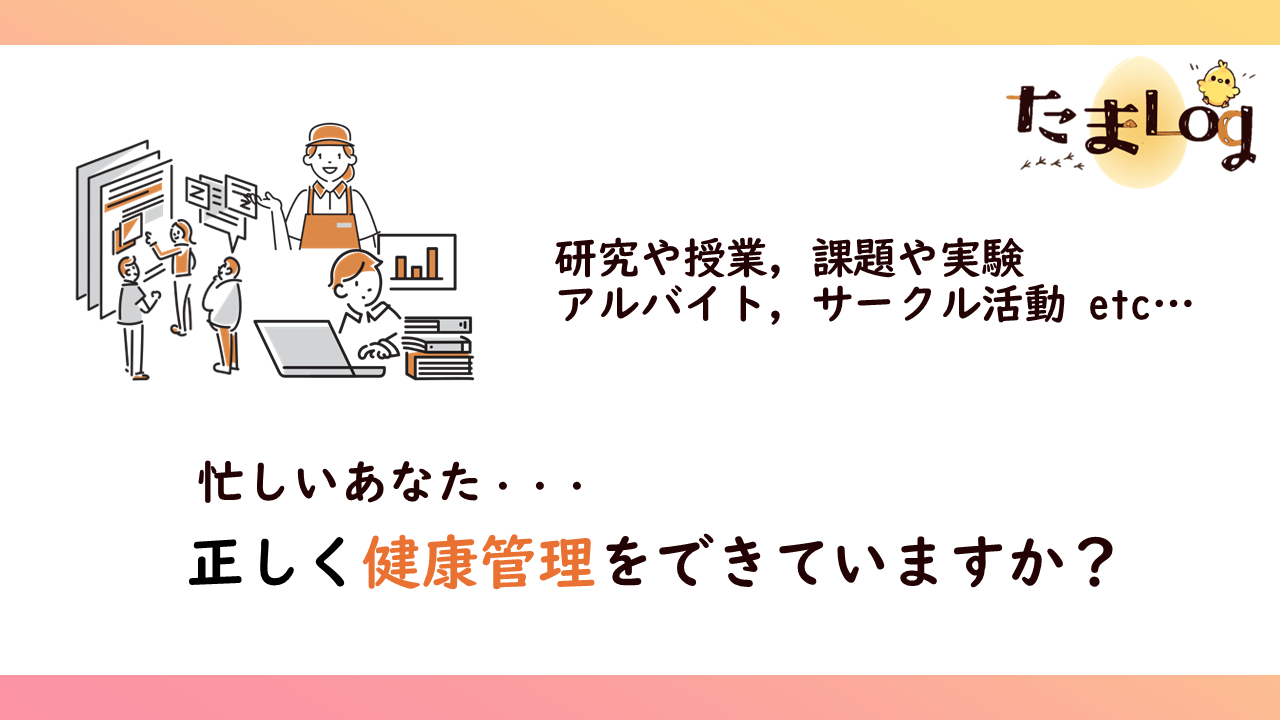 たまLog
研究や授業，課題や実験
アルバイト，サークル活動 etc…
忙しいあなた・・・
正しく健康管理をできていますか？